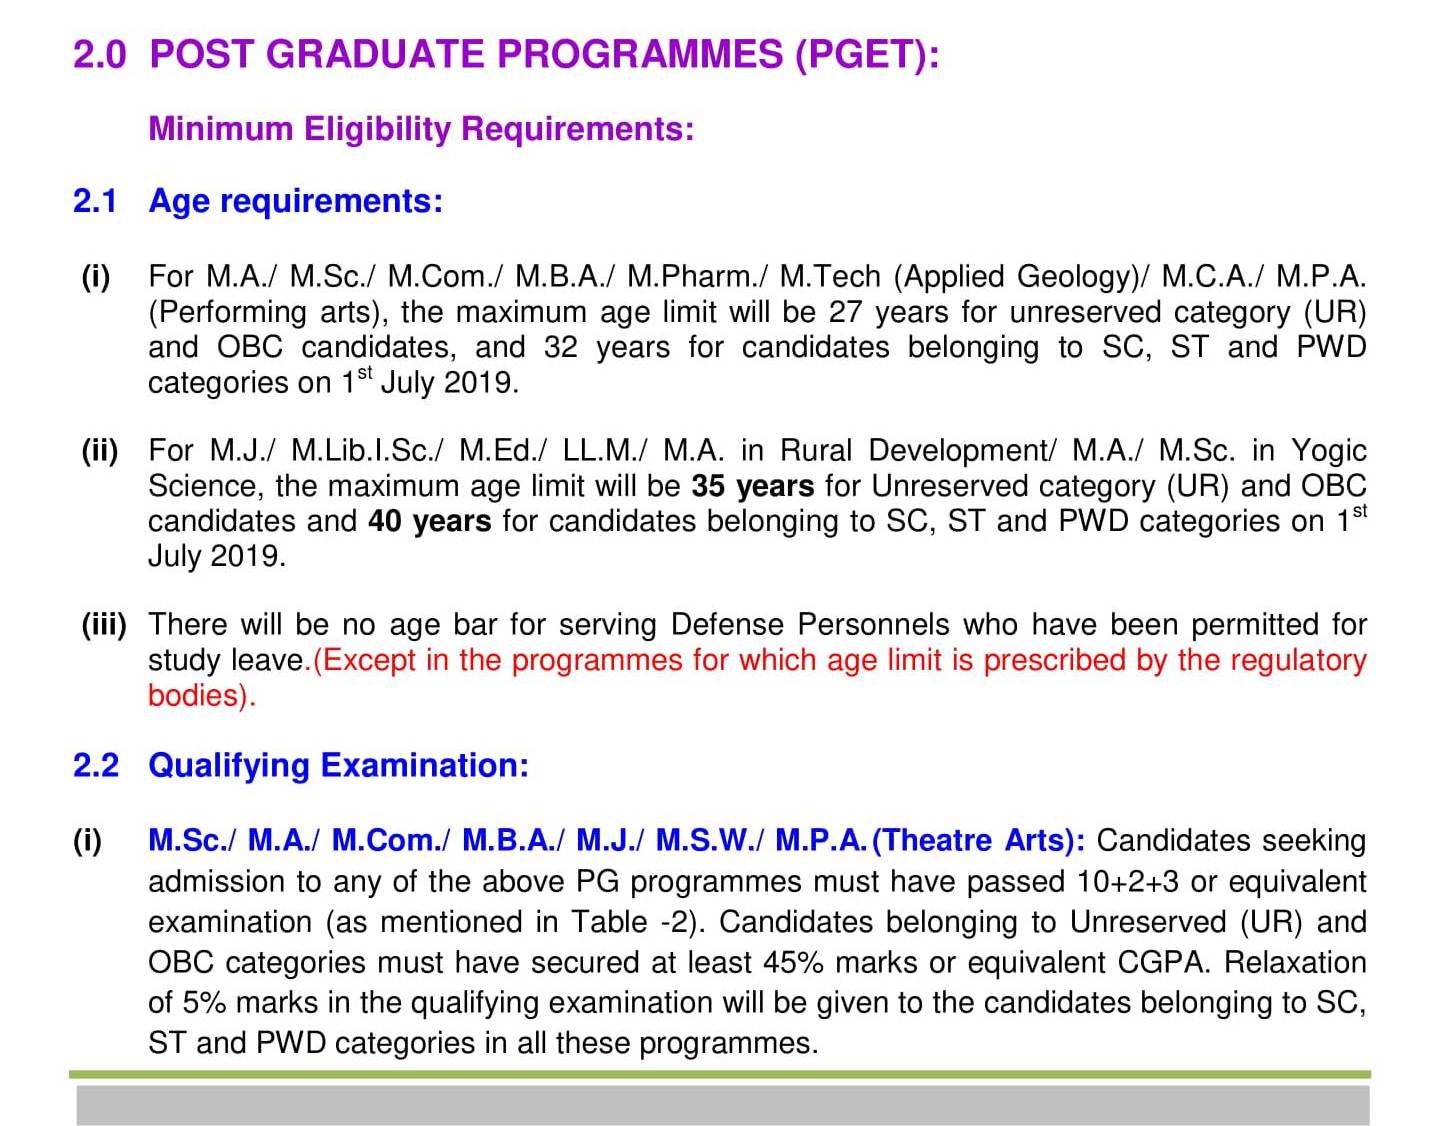 2.0 POST GRADUATE PROGRAMMES (PGET):
Minimum Eligibility Requirements:
2.1 Age requirements:
(i) For M.A./ M.Sc./ M.Com./ M.B.A./ M.Pharm./ M.Tech (Applied Geology)/ M.C.A./ M.P.A.
(Performing arts), the maximum age limit will be 27 years for unreserved category (UR)
and OBC candidates, and 32 years for candidates belonging to SC, ST and PWD
categories on 1st July 2019.
(ii) For M.J./ M.Lib.I.Sc./ M.Ed./ LL.M./ M.A. in Rural Development/ M.A./ M.Sc. in Yogic
Science, the maximum age limit will be 35 years for Unreserved category (UR) and OBC
candidates and 40 years for candidates belonging to SC, ST and PWD categories on 1st
July 2019.
(iii) There will be no age bar for serving Defense Personnels who have been permitted for
study leave.(Except in the programmes for which age limit is prescribed by the regulatory
bodies).
2.2 Qualifying Examination:
(i) M.Sc./ M.A./ M.Com./ M.B.A./ M.J./ M.S.W./ M.P.A.(Theatre Arts): Candidates seeking
admission to any of the above PG programmes must have passed 10+2+3 or equivalent
examination (as mentioned in Table -2). Candidates belonging to Unreserved (UR) and
OBC categories must have secured at least 45% marks or equivalent CGPA. Relaxation
of 5% marks in the qualifying examination will be given to the candidates belonging to SC,
ST and PWD categories in all these programmes.